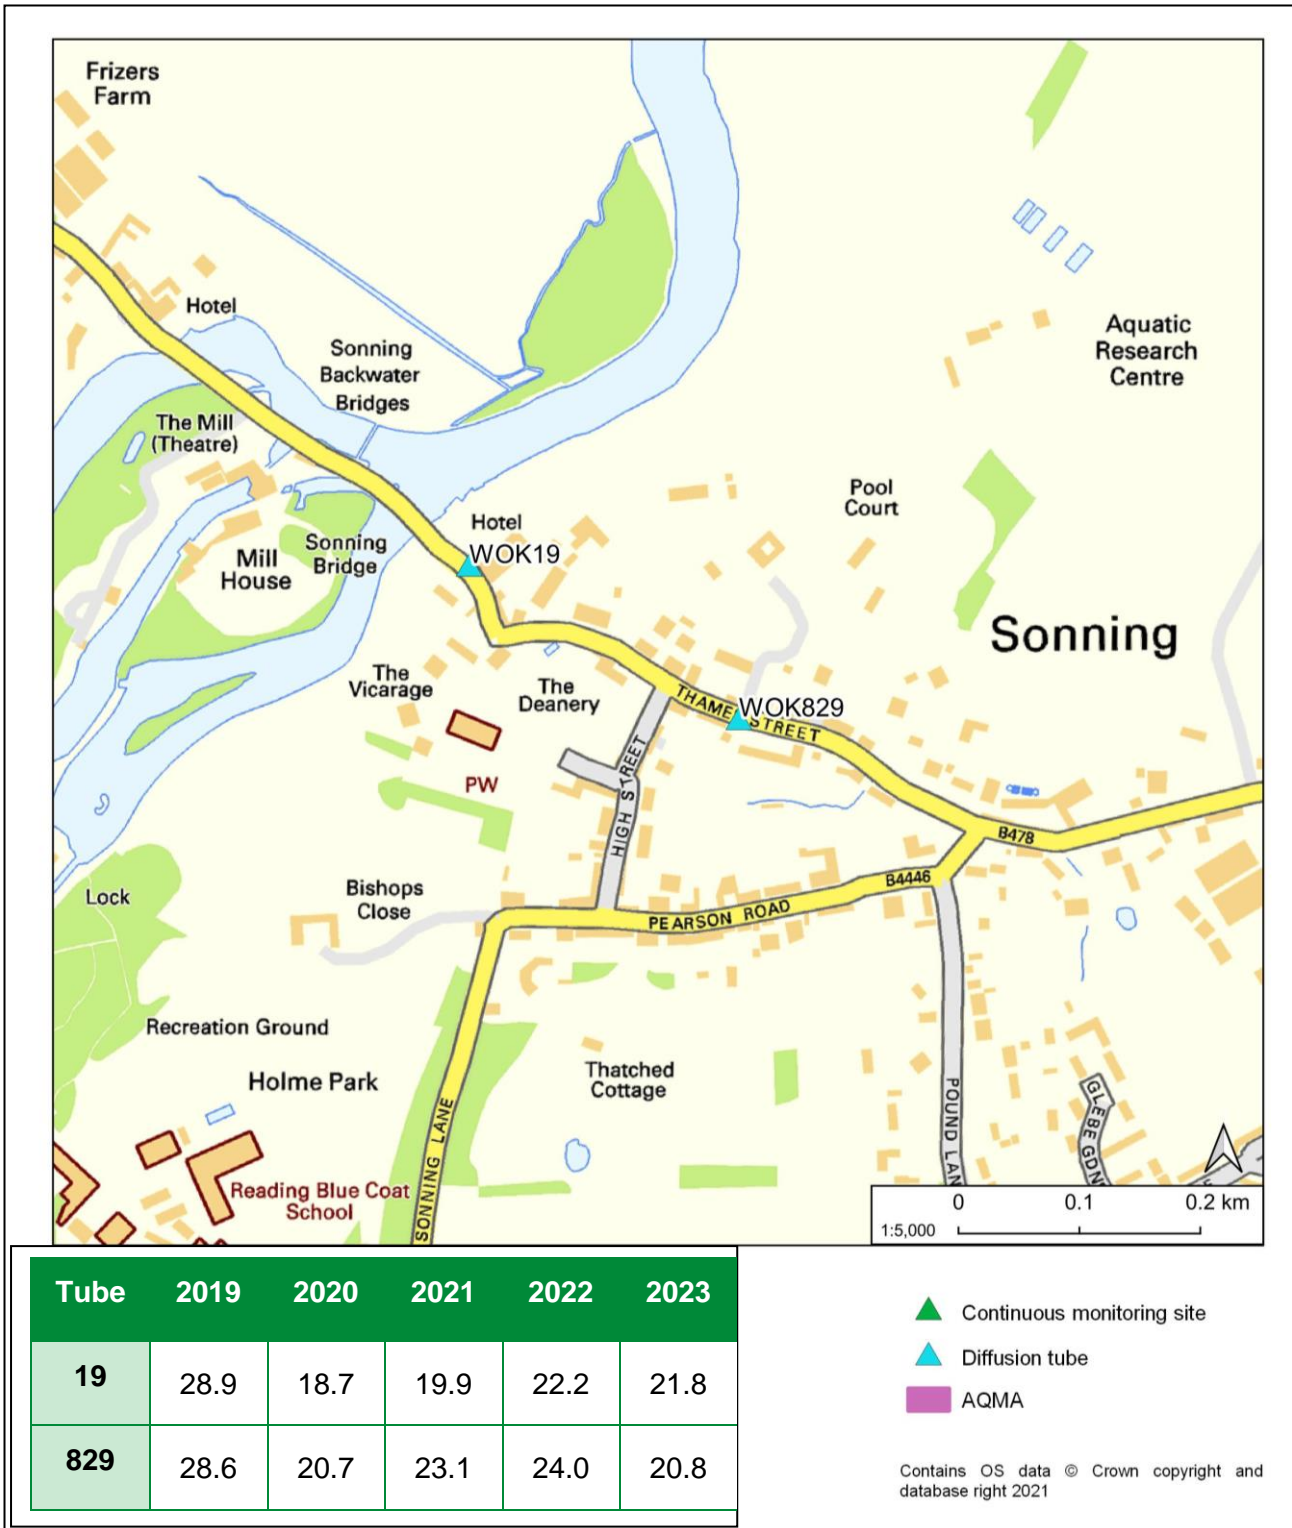 Frizers
Farm
Hotel
Sonning
Backwater
Bridges
Aquatic
Research
Centre
The Mill
(Theatre)
Pool
Court
Hotel
WOK19
Sonning
Bridge
Mill
House
Sonning
The
Vicarage
The
Deanery
THAMES STREET
WOK829
HIGH STREET
PW
B478
B4446
Bishops
Close
Lock
PEARSON ROAD
Recreation Ground
Holme Park
Thatched
Cottage
SONNING LANE
POUND LAN
GLEBE GDN
Reading Blue Coat
School
0 0.1 0.2 km
1:5,000
Tube 2019 2020 2021 2022 2023
19 28.9 18.7 19.9 22.2 21.8
829 28.6 20.7 23.1 24.0 20.8
Continuous monitoring site
Diffusion tube
AQMA
Contains OS data © Crown copyright and
database right 2021